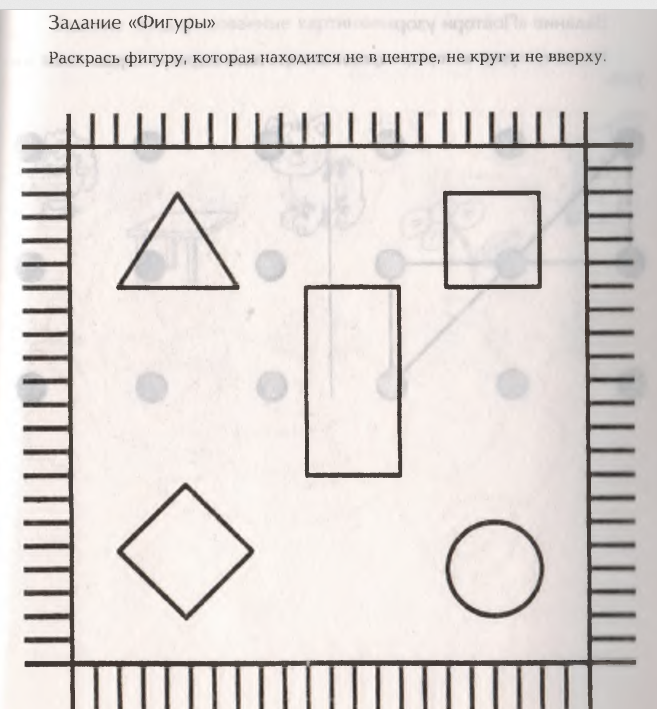 Задание «Фигуры»
Раскрась фигуру, которая находится не в центре, не круг и не вверху.